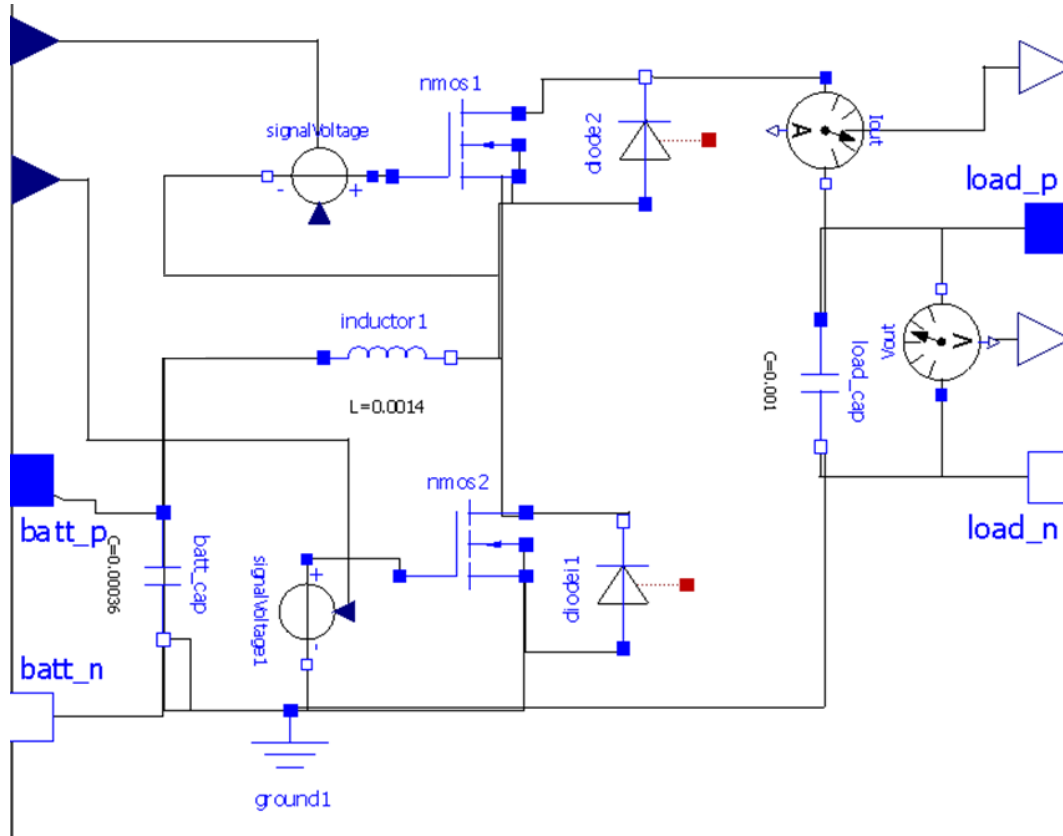 nmos1
signalVoltage
-
+
diode2
A
Iout
load_p
inductor1
L=0.0014
Vout
V
load_cap
C=0.001
nmos2
batt_p
C=0.00036
batt_cap
signalVoltage1
+
-
diodei1
load_n
batt_n
ground1